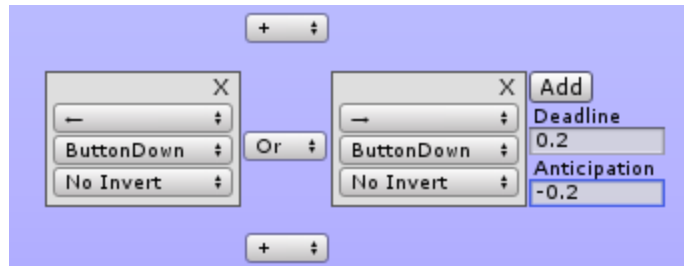 +
X X Add
← → Deadline
0.2
ButtonDown Or ButtonDown
Anticipation
No Invert No Invert -0.2
+